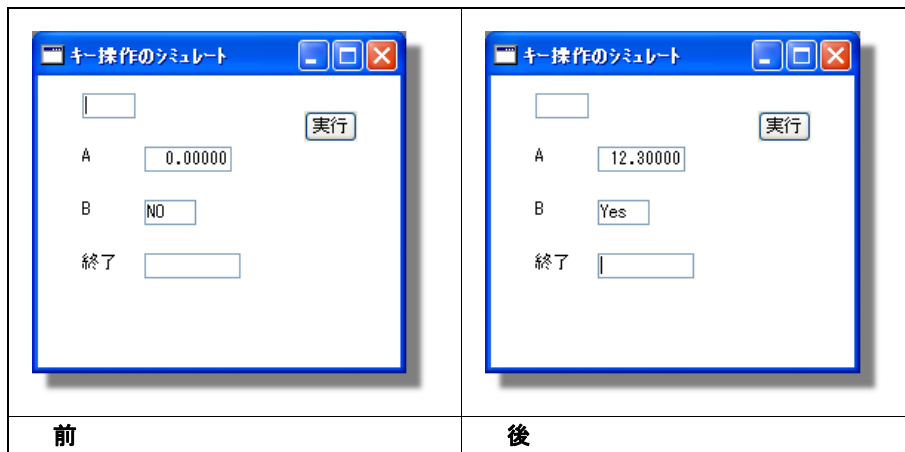 キー操作のシミュレート
実行
A 0.00000
B NO
終了
前
キー操作のシミュレート
実行
A 12.30000
B Yes
終了
後